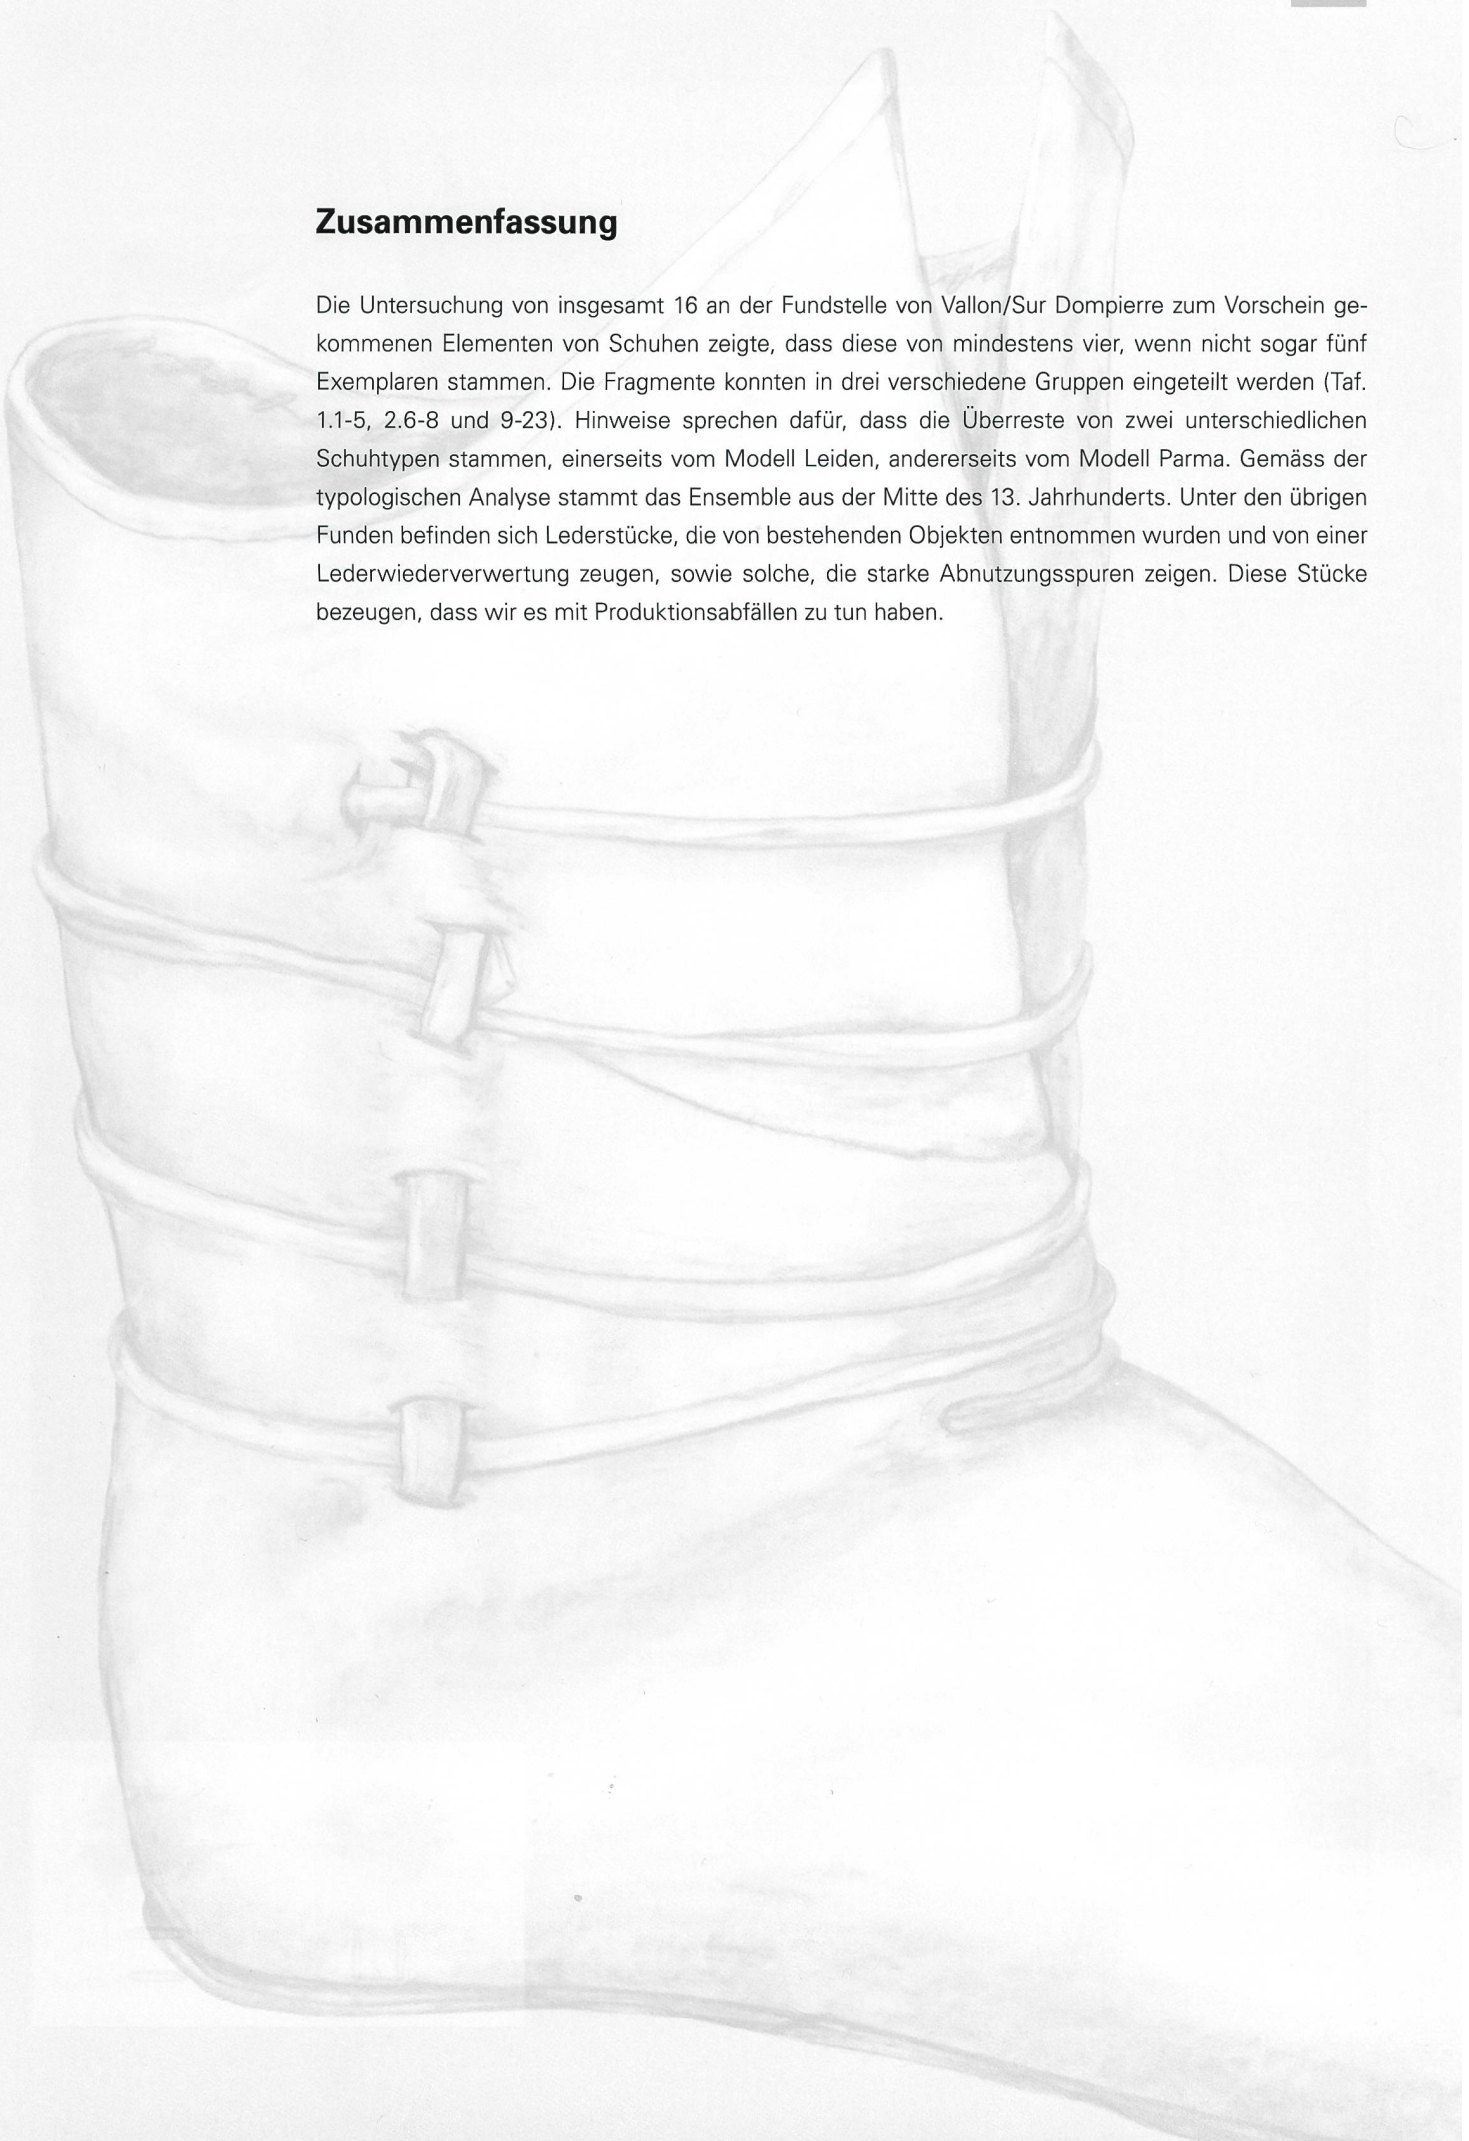 Zusammenfassung
Die Untersuchung von insgesamt 16 an der Fundstelle von Vallon/Sur Dompierre zum Vorschein ge-
kommenen Elementen von Schuhen zeigte, dass diese von mindestens vier, wenn nicht sogar fünf
Exemplaren stammen. Die Fragmente konnten in drei verschiedene Gruppen eingeteilt werden (Taf.
1.1-5, 2.6-8 und 9-23). Hinweise sprechen dafür, dass die Überreste von zwei unterschiedlichen
Schuhtypen stammen, einerseits vom Modell Leiden, andererseits vom Modell Parma. Gemäss der
typologischen Analyse stammt das Ensemble aus der Mitte des 13. Jahrhunderts. Unter den übrigen
Funden befinden sich Lederstücke, die von bestehenden Objekten entnommen wurden und von einer
Lederwiederverwertung zeugen, sowie solche, die starke Abnutzungsspuren zeigen. Diese Stücke
bezeugen, dass wir es mit Produktionsabfällen zu tun haben.